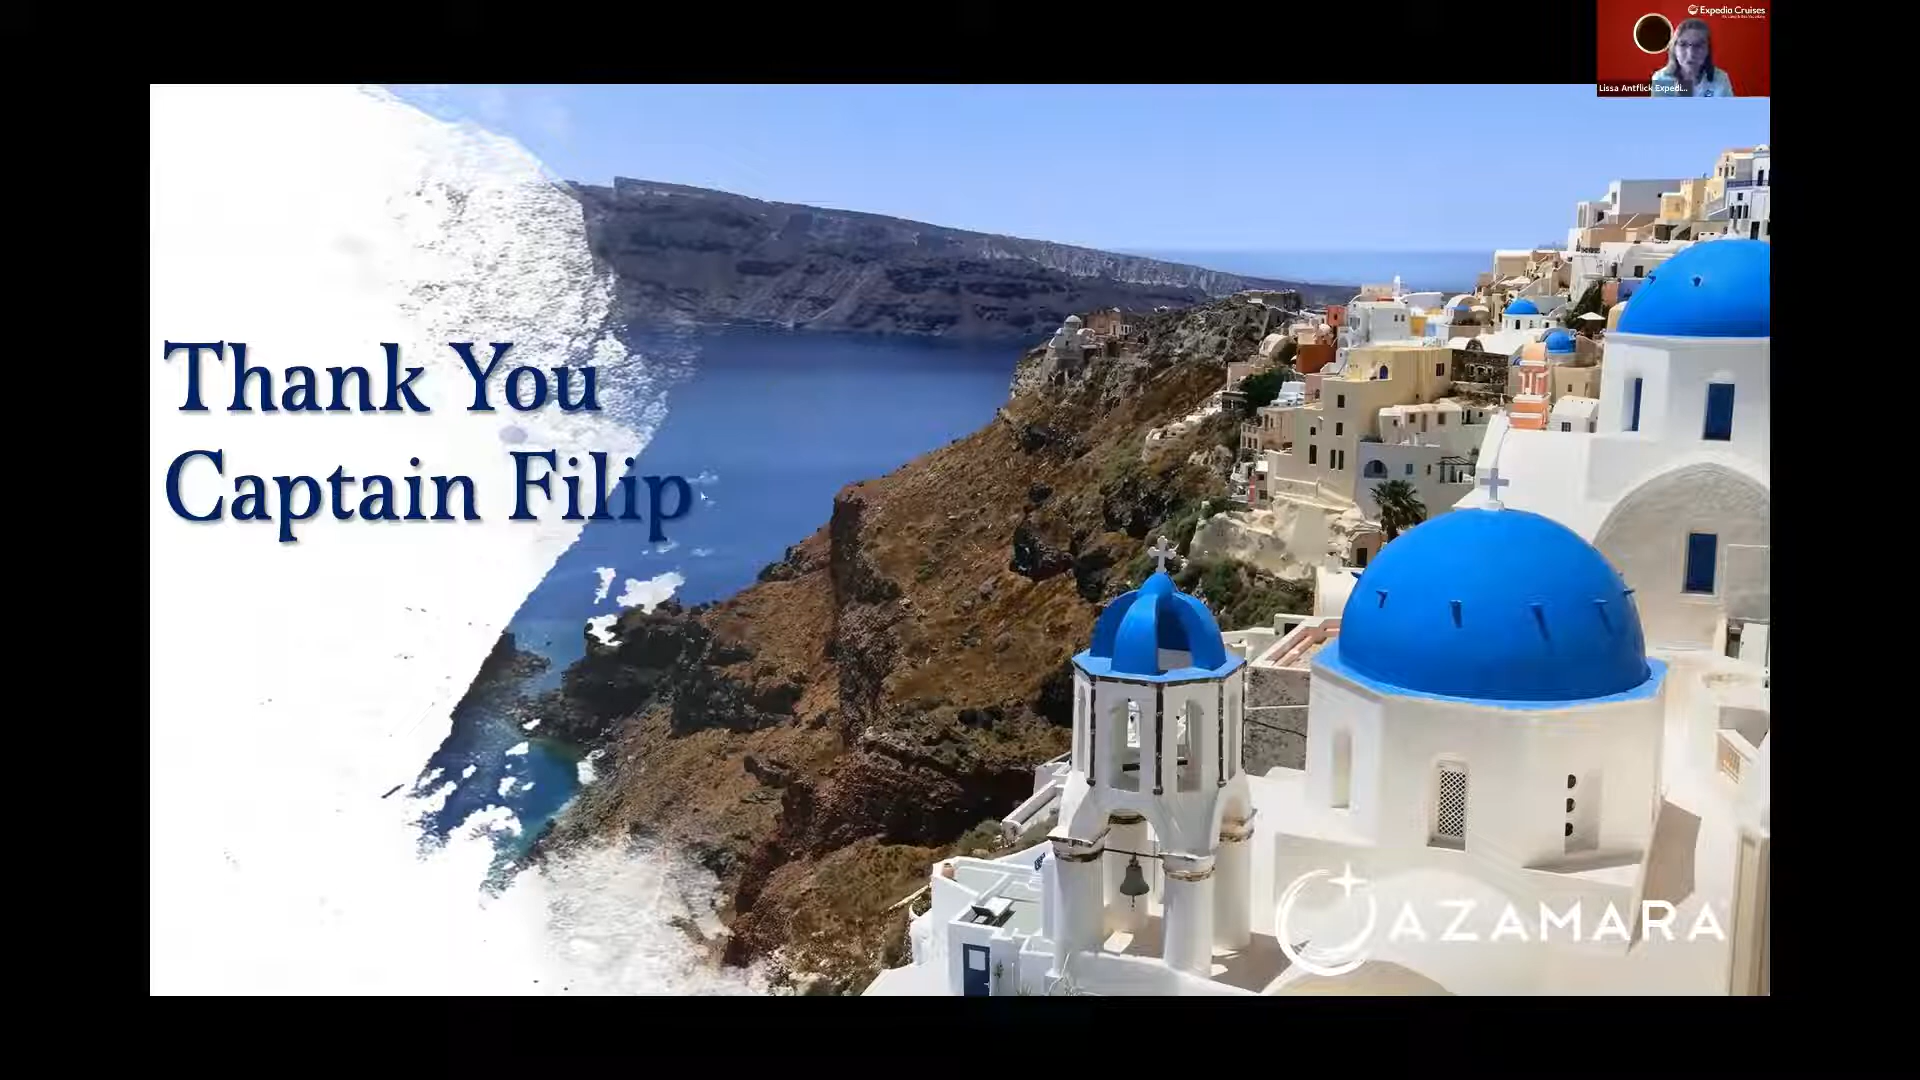 Expedia Cruises
Lissa Antflick Expedi...
Thank You
Captain Filip
AZAMARA